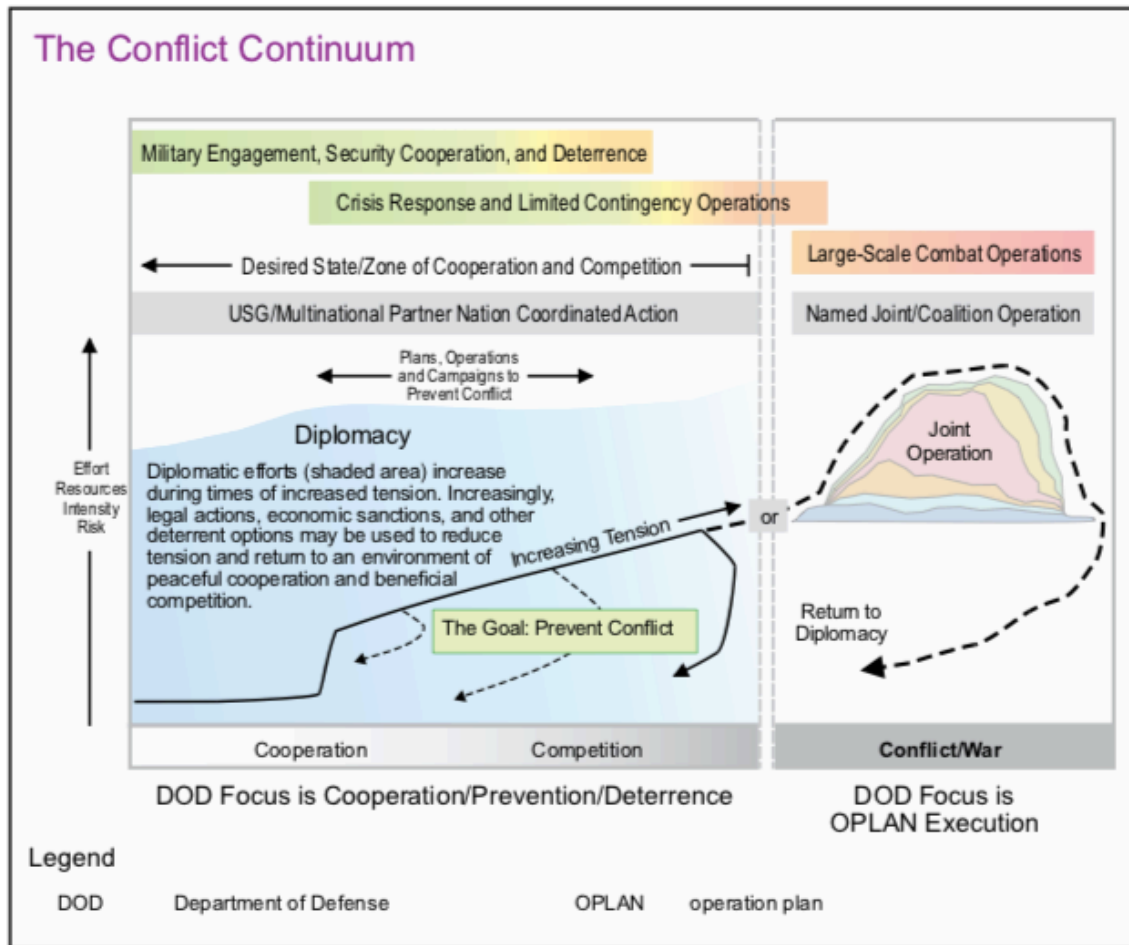 The Conflict Continuum
Military Engagement, Security Cooperation, and Deterrence
Crisis Response and Limited Contingency Operations
Large-Scale Combat Operations
Desired State/Zone of Cooperation and Competition
USG/Multinational Partner Nation Coordinated Action
Named Joint/Coalition Operation
Plans, Operations
and Campaigns to
Prevent Conflict
Effort
Resources
Intensity
Risk
Diplomacy
Diplomatic efforts (shaded area) increase
during times of increased tension. Increasingly,
legal actions, economic sanctions, and other
deterrent options may be used to reduce
tension and return to an environment of
peaceful cooperation and beneficial
competition.
Increasing Tension
or
The Goal: Prevent Conflict
Joint
Operation
Return to
Diplomacy
Cooperation
Competition
Conflict/War
DOD Focus is Cooperation/Prevention/Deterrence
DOD Focus is
OPLAN Execution
Legend
DOD Department of Defense OPLAN operation plan